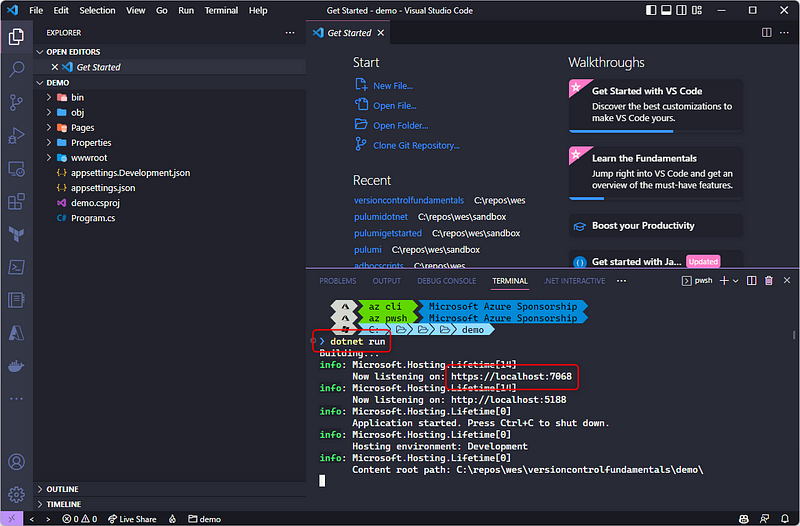 File Edit Selection View Go Run Terminal Help
Get Started - demo - Visual Studio Code
EXPLORER
OPEN EDITORS
Get Started
DEMO
bin
obj
Pages
Properties
wwwroot
appsettings.Development.json
appsettings.json
demo.csproj
C# Program.cs
OUTLINE
TIMELINE
Get Started
Start
New File...
Open File...
Open Folder...
Clone Git Repository...
Recent
versioncontrolfundamentals C:\repos\wes
pulumidotnet C:\repos\wes\sandbox
pulumigetstarted C:\repos\wes\sandbox
pulumi C:\repos\wes\sandbox
adhocscripts C:\repos\wes
Walkthroughs
Get Started with VS Code
Discover the best customizations to
make VS Code yours.
Learn the Fundamentals
Jump right into VS Code and get an
overview of the must-have features.
Boost your Productivity
Get started with Ja... Updated
PROBLEMS OUTPUT DEBUG CONSOLE TERMINAL .NET INTERACTIVE
pwsh
az cli Microsoft Azure Sponsorship
az pwsh Microsoft Azure Sponsorship
C: demo
> dotnet run
Building...
info: Microsoft.Hosting.Lifetime[14]
Now listening on: https://localhost:7068
info: Microsoft.Hosting.Lifetime[14]
Now listening on: http://localhost:5188
info: Microsoft.Hosting.Lifetime[0]
Application started. Press Ctrl+C to shut down.
info: Microsoft.Hosting.Lifetime[0]
Hosting environment: Development
info: Microsoft.Hosting.Lifetime[0]
Content root path: C:\repos\wes\versioncontrolfundamentals\demo\
0 0 Live Share demo